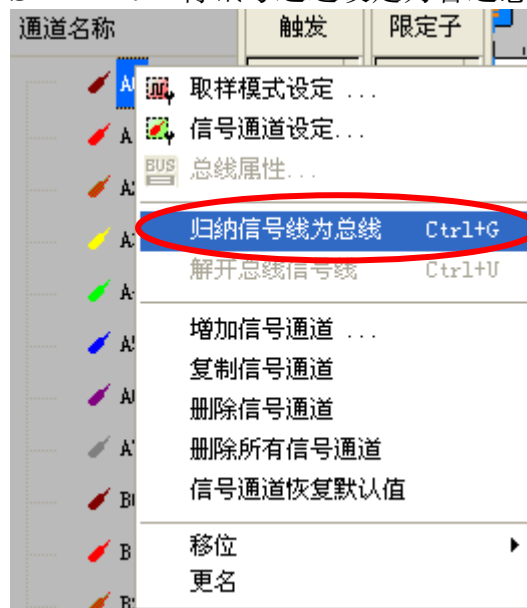 通道名称 触发 限定子
A0 取样模式设定 ...
A 信号通道设定...
A BUS 总线属性...
A 归纳信号线为总线 Ctrl+G
A 解开总线信号线 Ctrl+U
A 增加信号通道 ...
复制信号通道
A 删除信号通道
A 删除所有信号通道
B 信号通道恢复默认值
B 移位
B 更名